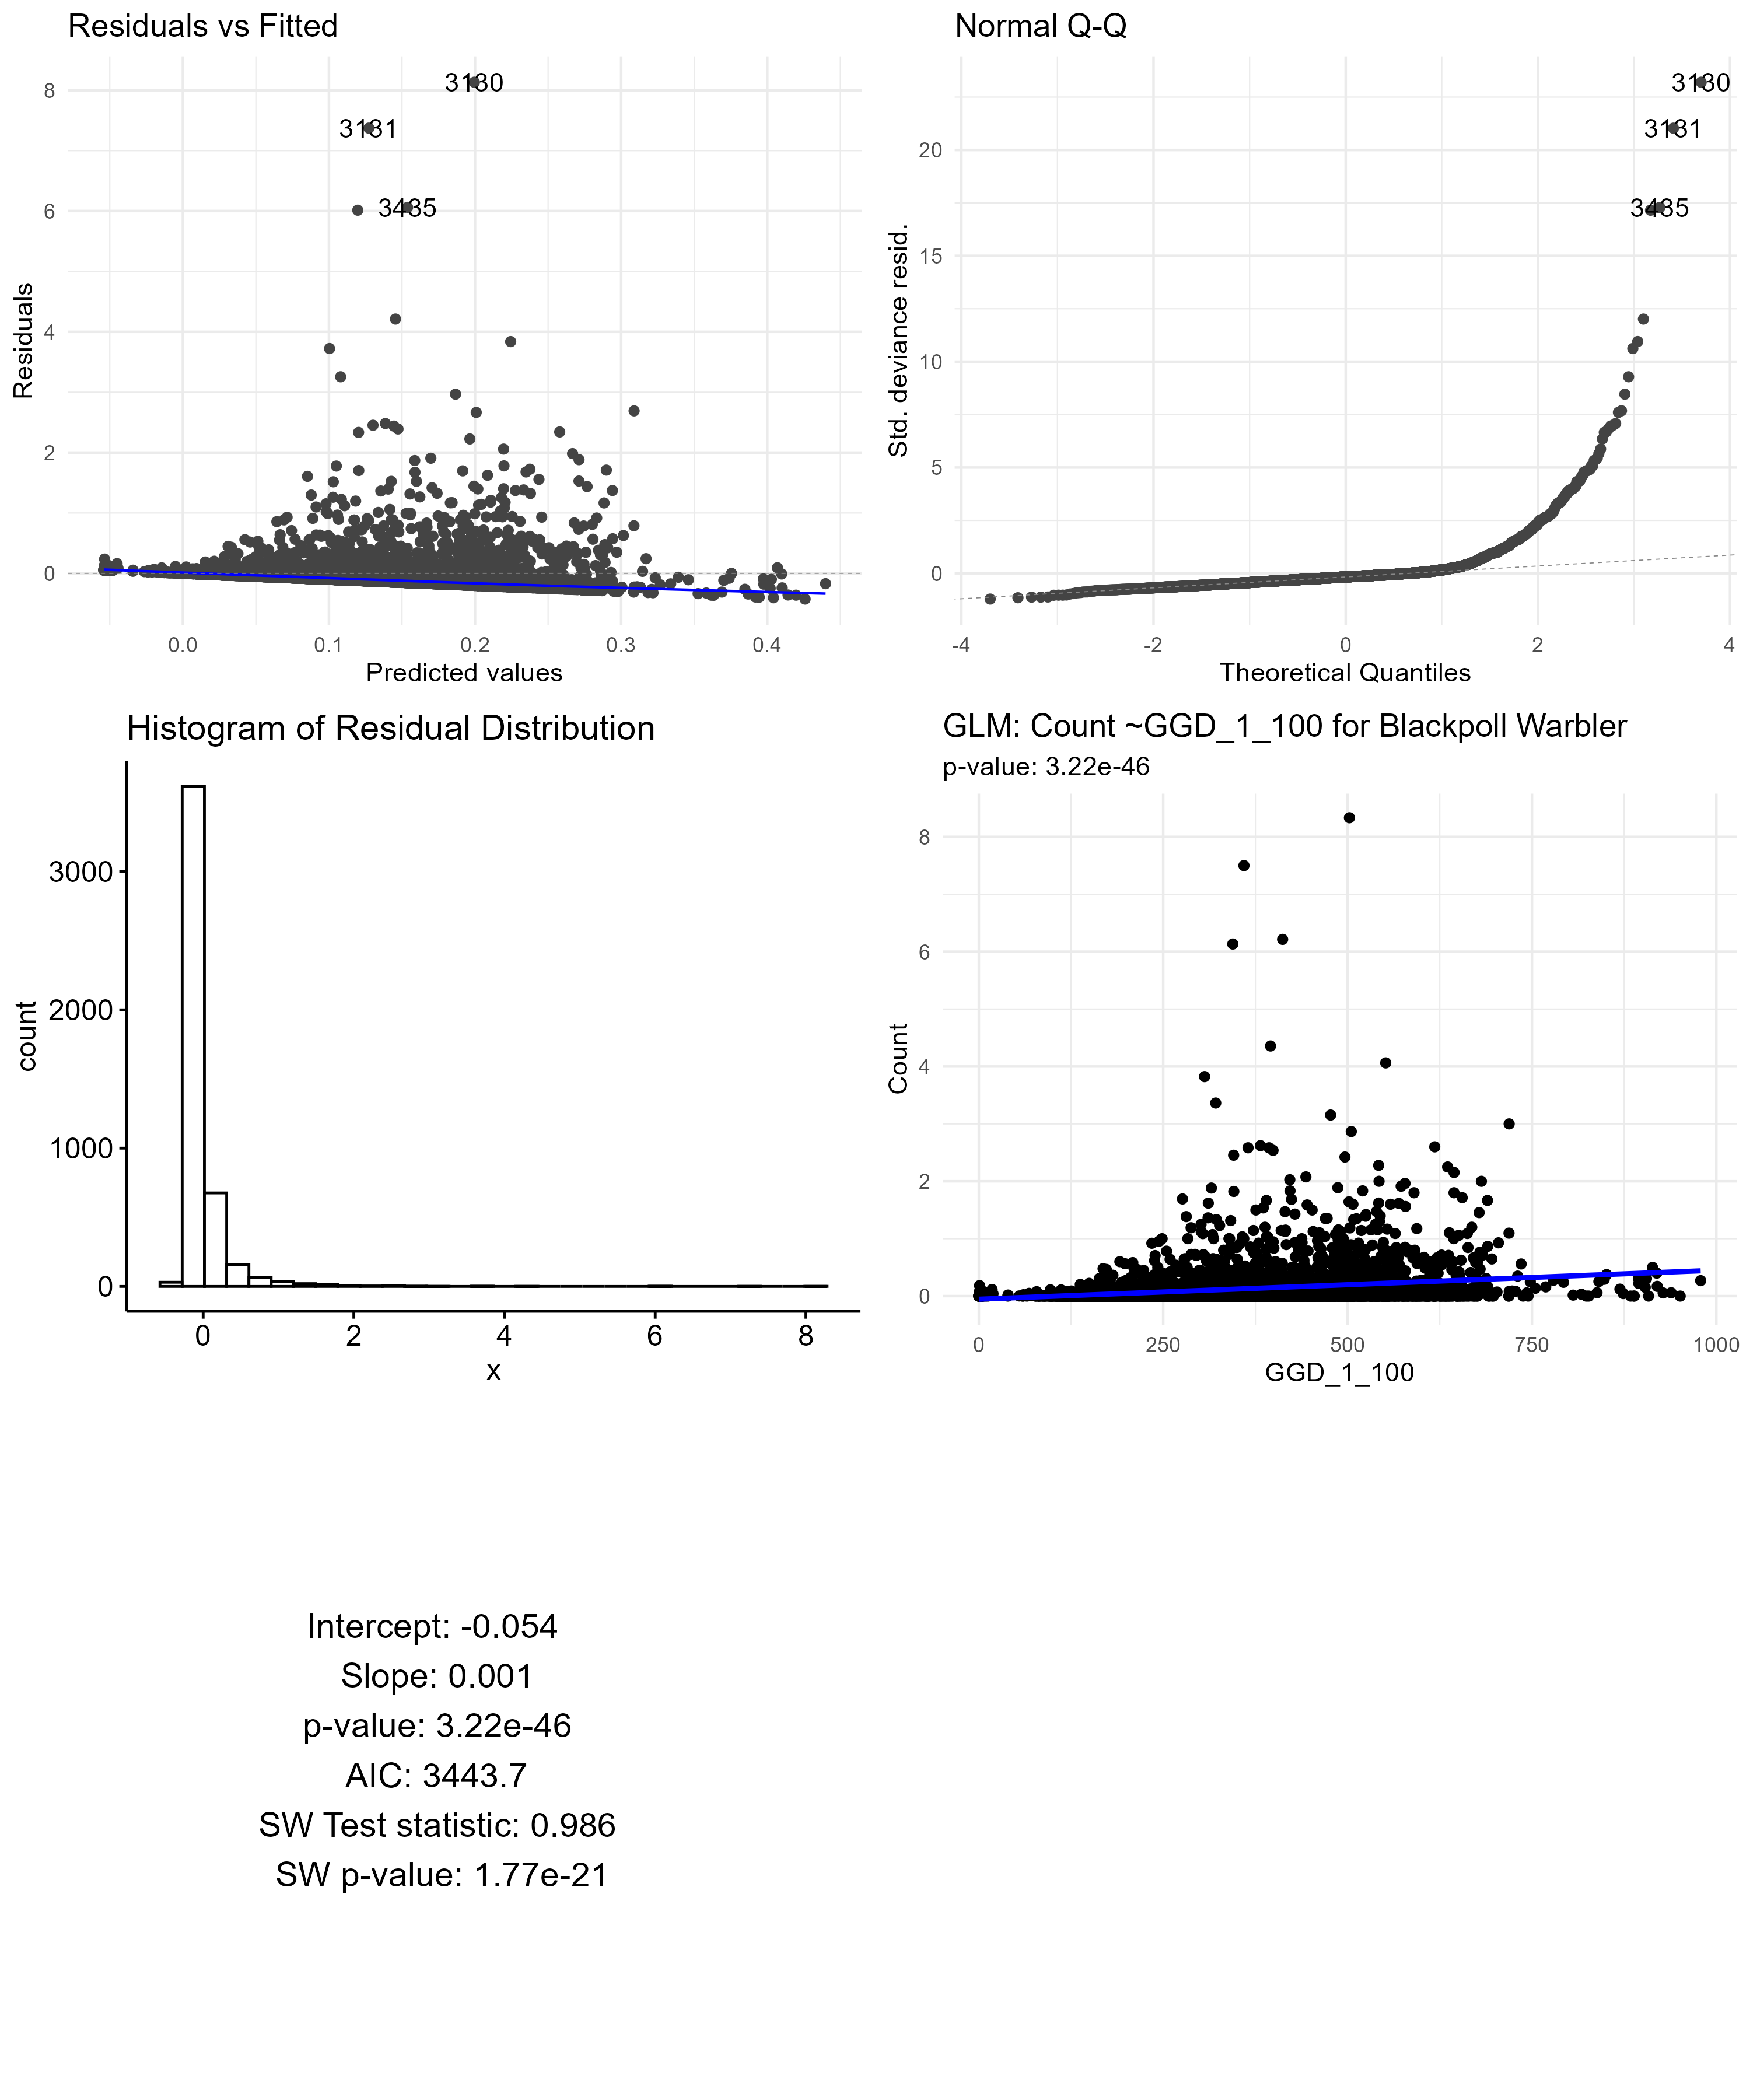 Residuals vs Fitted
3180
3181
3485
8
6
4
2
0
Residuals
0.0 0.1 0.2 0.3 0.4
Predicted values
Normal Q-Q
3180
3181
3485
20
15
10
5
0
Std. deviance resid.
-4 -2 0 2 4
Theoretical Quantiles
Histogram of Residual Distribution
3000
2000
1000
0
count
0 2 4 6 8
x
GLM: Count ~GGD_1_100 for Blackpoll Warbler
p-value: 3.22e-46
8
6
4
2
0
Count
0 250 500 750 1000
GGD_1_100
Intercept: -0.054
Slope: 0.001
p-value: 3.22e-46
AIC: 3443.7
SW Test statistic: 0.986
SW p-value: 1.77e-21